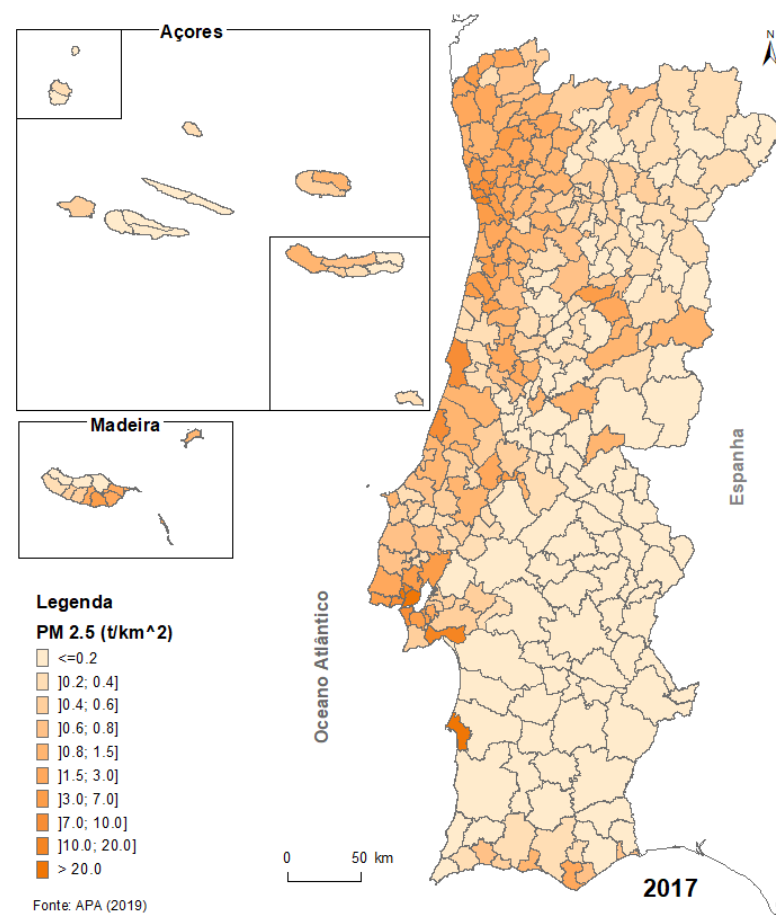 Açores
N
Madeira
Espanha
Oceano Atlântico
Legenda
PM 2.5 (t/km^2)
<=0.2
]0.2; 0.4]
]0.4; 0.6]
]0.6; 0.8]
]0.8; 1.5]
]1.5; 3.0]
]3.0; 7.0]
]7.0; 10.0]
]10.0; 20.0]
> 20.0
0 50 km
2017
Fonte: APA (2019)